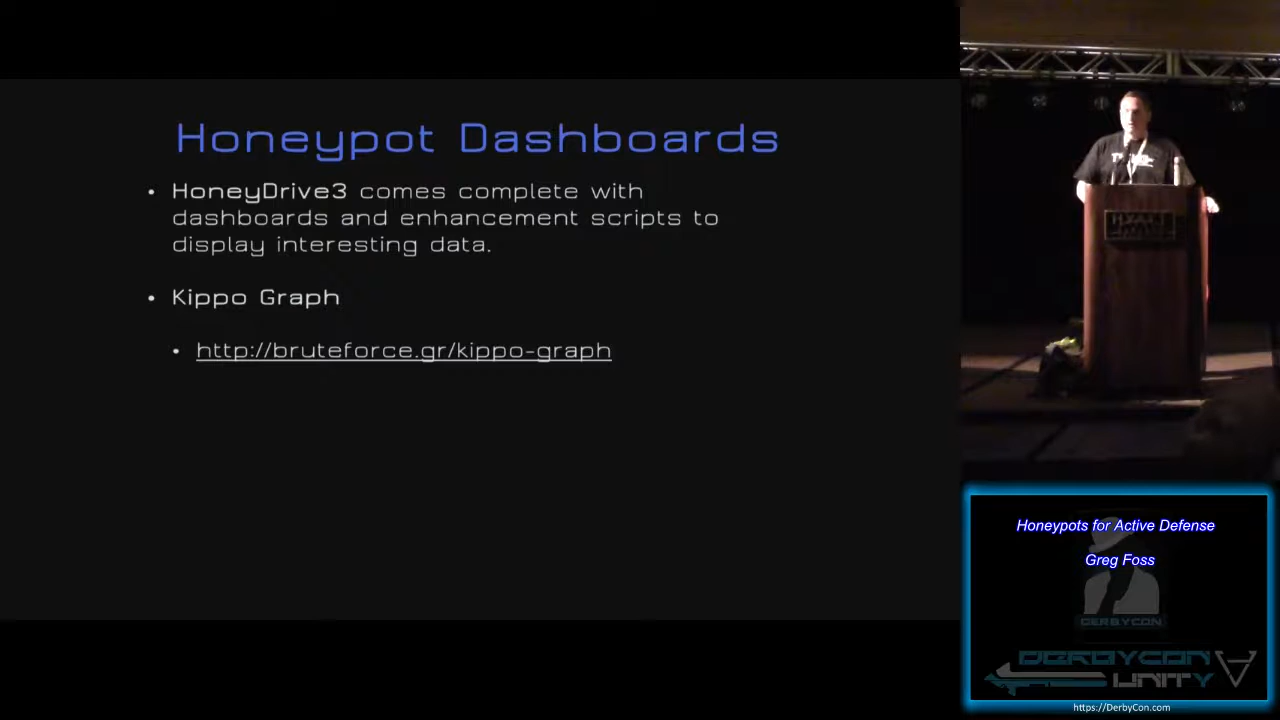 Honeypot Dashboards
• HoneyDrive3 comes complete with
dashboards and enhancement scripts to
display interesting data.
• Kippo Graph
• http://bruteforce.gr/kippo-graph
HYATT
Honeypots for Active Defense
Greg Foss
DERBYCON
DERBYCON
UNITY
https://DerbyCon.com